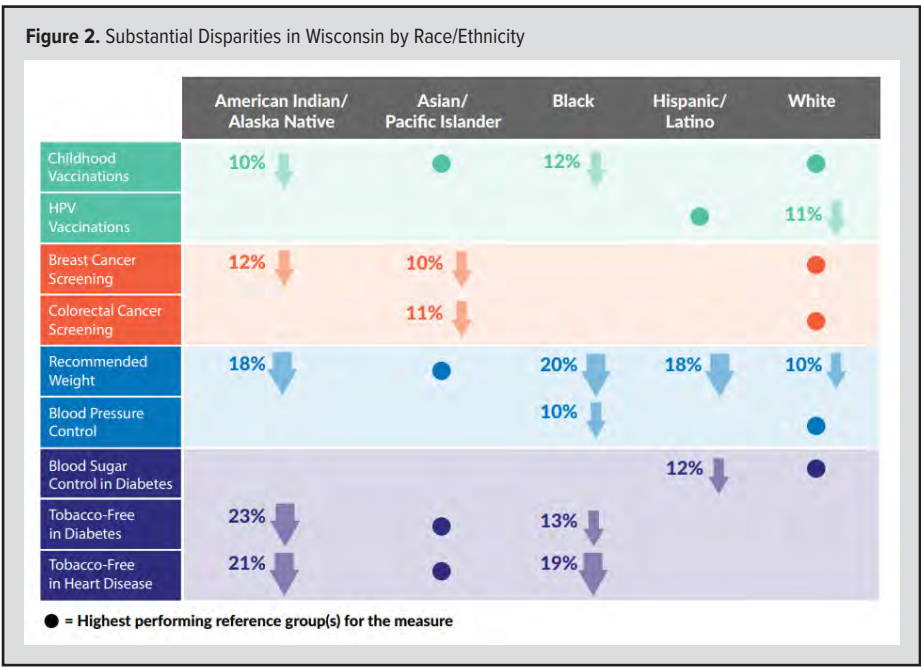 Figure 2. Substantial Disparities in Wisconsin by Race/Ethnicity
American Indian/
Alaska Native
Asian/
Pacific Islander
Black
Hispanic/
Latino
White
Childhood
Vaccinations
10%
12%
HPV
Vaccinations
11%
Breast Cancer
Screening
12%
10%
Colorectal Cancer
Screening
11%
Recommended
Weight
18%
20%
18%
10%
Blood Pressure
Control
10%
Blood Sugar
Control in Diabetes
12%
Tobacco-Free
in Diabetes
23%
13%
Tobacco-Free
in Heart Disease
21%
19%
= Highest performing reference group(s) for the measure